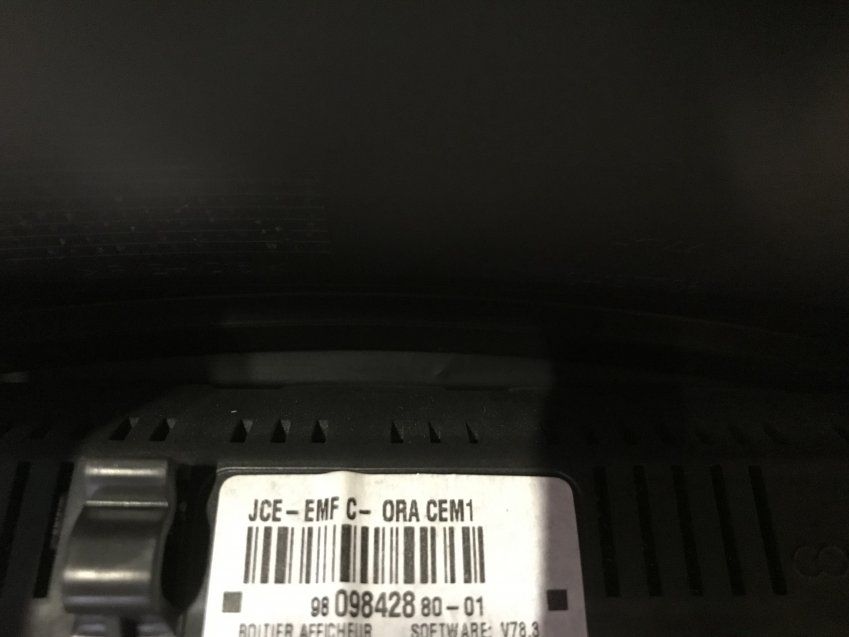 JCE-EMF C- ORA CEM1
98 098428 80-01
BOITIER AFFICHEUR SOFTWARE: V78.3